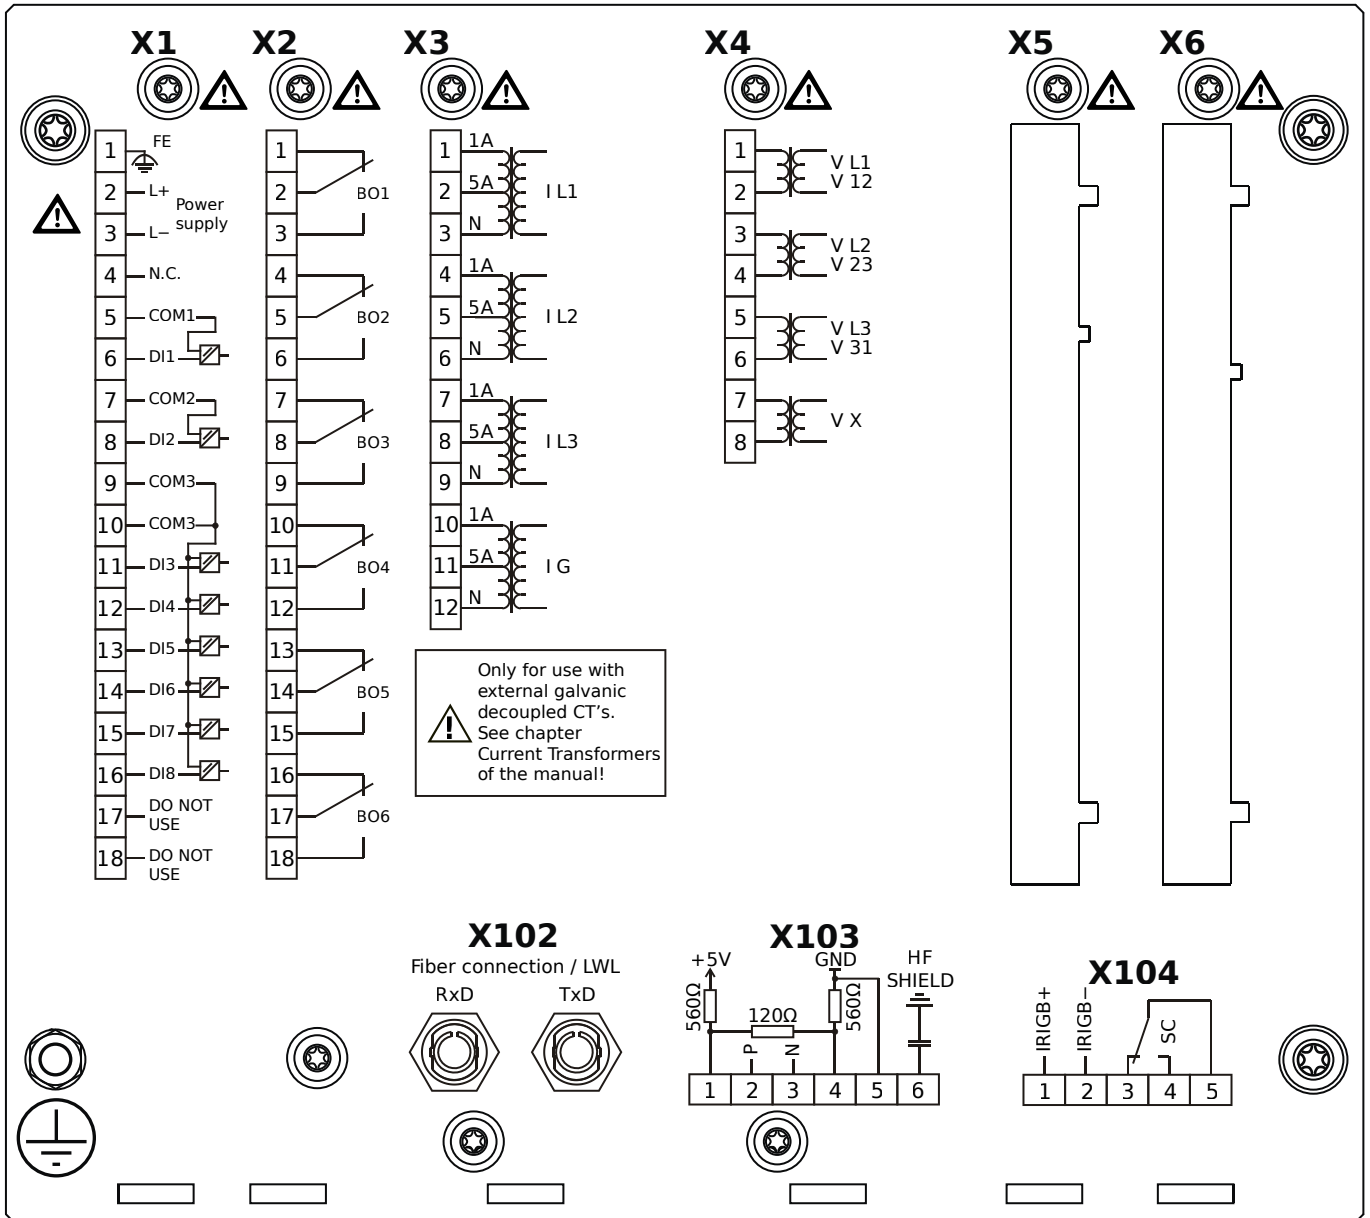 X1 X2 X3 X4 X5 X6
1 FE
2 L+
Power
supply
3 L−
4 N.C.
5 COM1
6 DI1
7 COM2
8 DI2
9 COM3
10 COM3
11 DI3
12 DI4
13 DI5
14 DI6
15 DI7
16 DI8
17 DO NOT
USE
18 DO NOT
USE
1
2 BO1
3
4
5 BO2
6
7
8 BO3
9
10
11 BO4
12
13
14 BO5
15
16
17 BO6
18
1 1A
2 5A I L1
3 N
4 1A
5 5A I L2
6 N
7 1A
8 5A I L3
9 N
10 1A
11 5A I G
12 N
Only for use with
external galvanic
decoupled CT's.
See chapter
Current Transformers
of the manual!
1 V L1
2 V 12
3 V L2
4 V 23
5 V L3
6 V 31
7
V X
8
X102
Fiber connection / LWL
RxD TxD
X103
+5V GND HF
SHIELD
560Ω 120Ω 560Ω
P N
1 2 3 4 5 6
X104
IRIGB+ IRIGB− SC
1 2 3 4 5